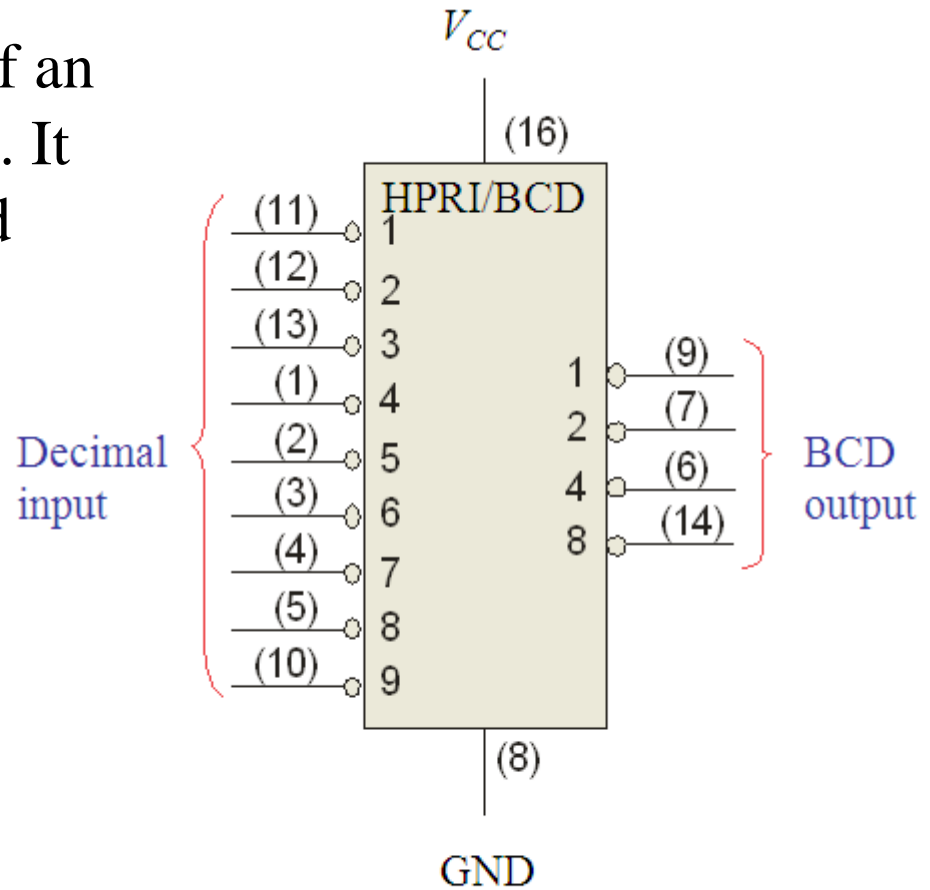 f an
. It
d
V_CC
(16)
HPRI/BCD
(11) 1
(12) 2
(13) 3
(1) 4
(2) 5
(3) 6
(4) 7
(5) 8
(10) 9
Decimal
input
1 (9)
2 (7)
4 (6)
8 (14)
BCD
output
(8)
GND